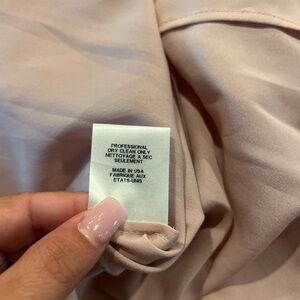 PROFESSIONAL
DRY CLEAN ONLY
NETTOYAGE A SEC
SEULEMENT
MADE IN USA
FABRIQUE AUX
ETATS-UNIS